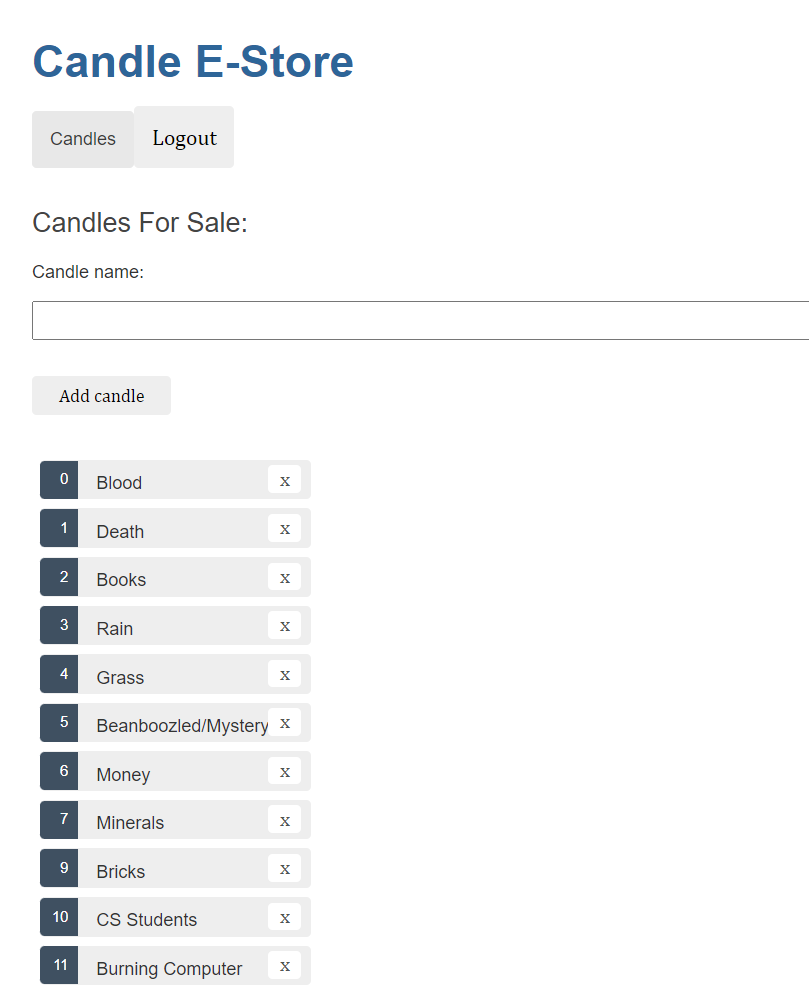 Candle E-Store
Candles Logout
Candles For Sale:
Candle name:
Add candle
0 Blood x
1 Death x
2 Books x
3 Rain x
4 Grass x
5 Beanboozled/Mystery x
6 Money x
7 Minerals x
9 Bricks x
10 CS Students x
11 Burning Computer x